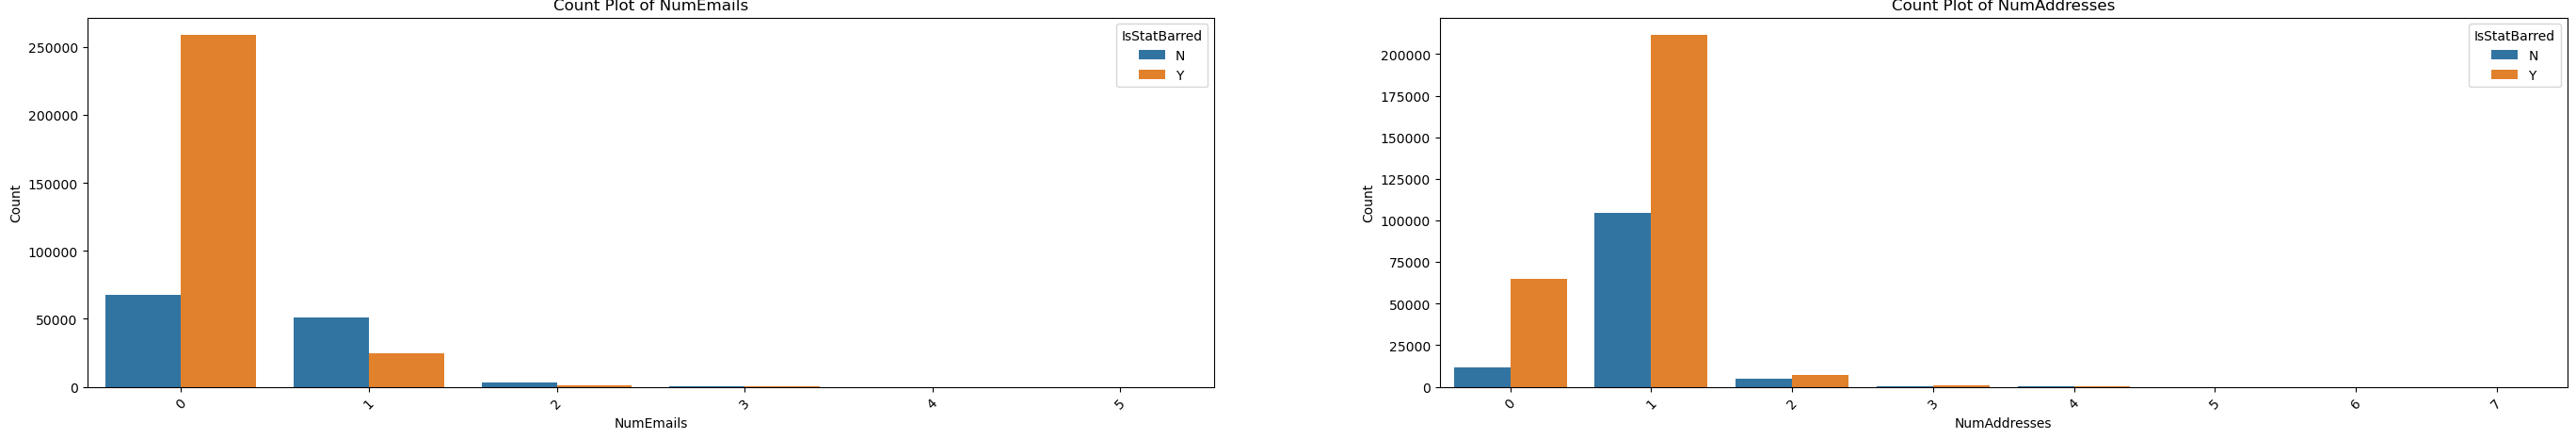 Count Plot of NumEmails
IsStatBarred
N
Y
250000
200000
150000
100000
50000
0
Count
0 1 2 3 4 5
NumEmails
Count Plot of NumAddresses
IsStatBarred
N
Y
200000
175000
150000
125000
100000
75000
50000
25000
0
Count
0 1 2 3 4 5 6 7
NumAddresses